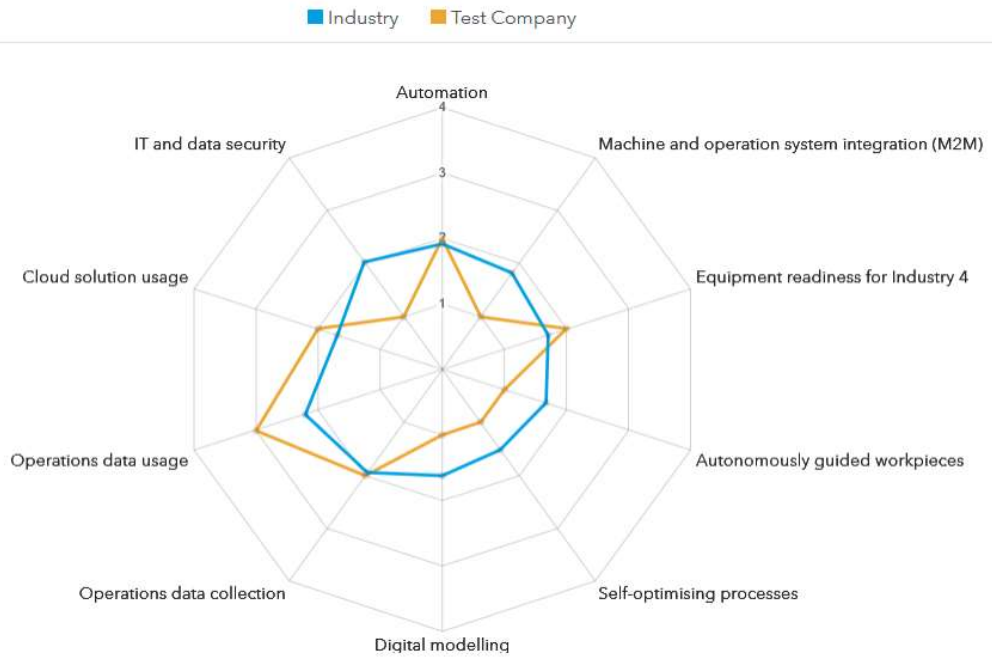 Industry Test Company
Automation
4
IT and data security
Machine and operation system integration (M2M)
3
2
Cloud solution usage
Equipment readiness for Industry 4
1
Operations data usage
Autonomously guided workpieces
Operations data collection
Self-optimising processes
Digital modelling